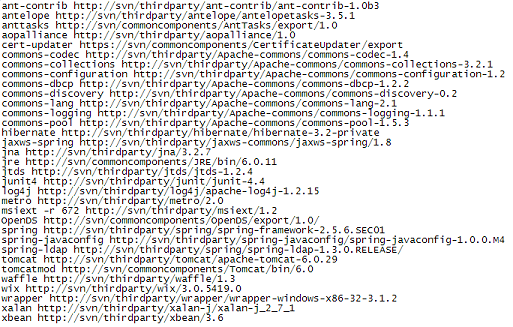 ant-contrib http://svn/thirdparty/ant-contrib/ant-contrib-1.0b3
antelope http://svn/thirdparty/antelope/antelopetasks-3.5.1
anttasks http://svn/commoncomponents/AntTasks/export/1.0
aopalliance http://svn/thirdparty/aopalliance/1.0
cert-updater https://svn/commoncomponents/CertificateUpdater/export
commons-codec http://svn/thirdparty/Apache-commons/commons-codec-1.4
commons-collections http://svn/thirdparty/Apache-commons/commons-collections-3.2.1
commons-configuration http://svn/thirdparty/Apache-commons/commons-configuration-1.2
commons-dbcp http://svn/thirdparty/Apache-commons/commons-dbcp-1.2.2
commons-discovery http://svn/thirdparty/Apache-commons/commons-discovery-0.2
commons-lang http://svn/thirdparty/Apache-commons/commons-lang-2.1
commons-logging http://svn/thirdparty/Apache-commons/commons-logging-1.1.1
commons-pool http://svn/thirdparty/Apache-commons/commons-pool-1.5.3
hibernate http://svn/thirdparty/hibernate/hibernate-3.2-private
jaxws-spring http://svn/thirdparty/jaxws-commons/jaxws-spring/1.8
jna http://svn/thirdparty/jna/3.2.7
jre http://svn/commoncomponents/JRE/bin/6.0.11
jtds http://svn/thirdparty/jtds/jtds-1.2.4
junit4 http://svn/thirdparty/junit/junit-4.4
log4j http://svn/thirdparty/log4j/apache-log4j-1.2.15
metro http://svn/thirdparty/metro/2.0
msiext -r 672 http://svn/thirdparty/msiext/1.2
OpenDS http://svn/commoncomponents/OpenDS/export/1.0/
spring http://svn/thirdparty/spring/spring-framework-2.5.6.SEC01
spring-javaconfig http://svn/thirdparty/spring-javaconfig/spring-javaconfig-1.0.0.M4
spring-ldap http://svn/thirdparty/spring/spring-ldap-1.3.0.RELEASE/
tomcat http://svn/thirdparty/tomcat/apache-tomcat-6.0.29
tomcatmod http://svn/commoncomponents/Tomcat/bin/6.0
waffle http://svn/thirdparty/waffle/1.3
wix http://svn/thirdparty/wix/3.0.5419.0
wrapper http://svn/thirdparty/wrapper/wrapper-windows-x86-32-3.1.2
xalan http://svn/thirdparty/xalan-j/xalan-j_2_7_1
xbean http://svn/thirdparty/xbean/3.6